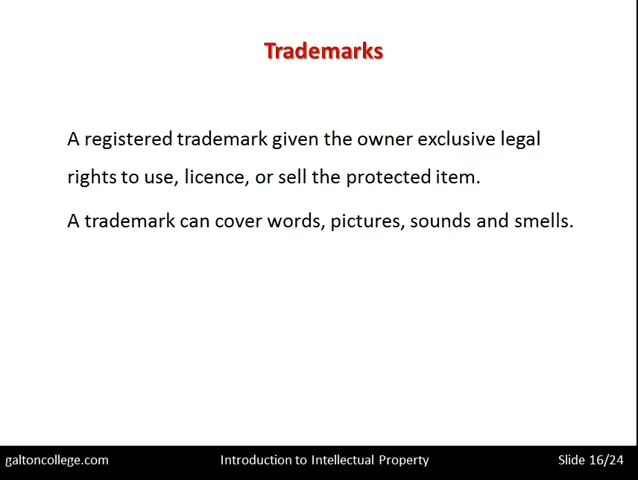 Trademarks
A registered trademark given the owner exclusive legal
rights to use, licence, or sell the protected item.
A trademark can cover words, pictures, sounds and smells.
galtoncollege.com Introduction to Intellectual Property Slide 16/24